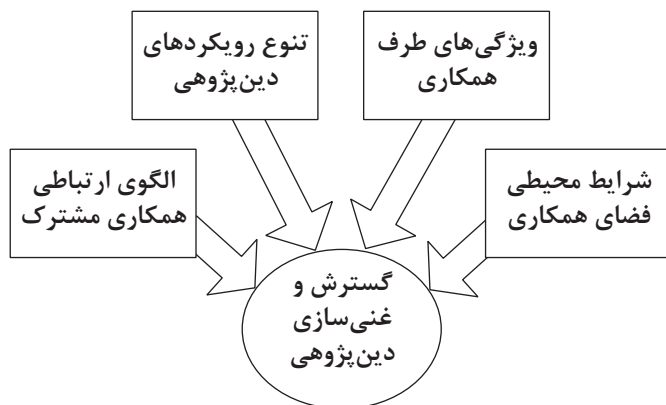 ویژگی‌های طرف
همکاری
تنوع رویکردهای
دین‌پژوهی
شرایط محیطی
فضای همکاری
الگوی ارتباطی
همکاری مشترک
گسترش و
غنی‌سازی
دین‌پژوهی